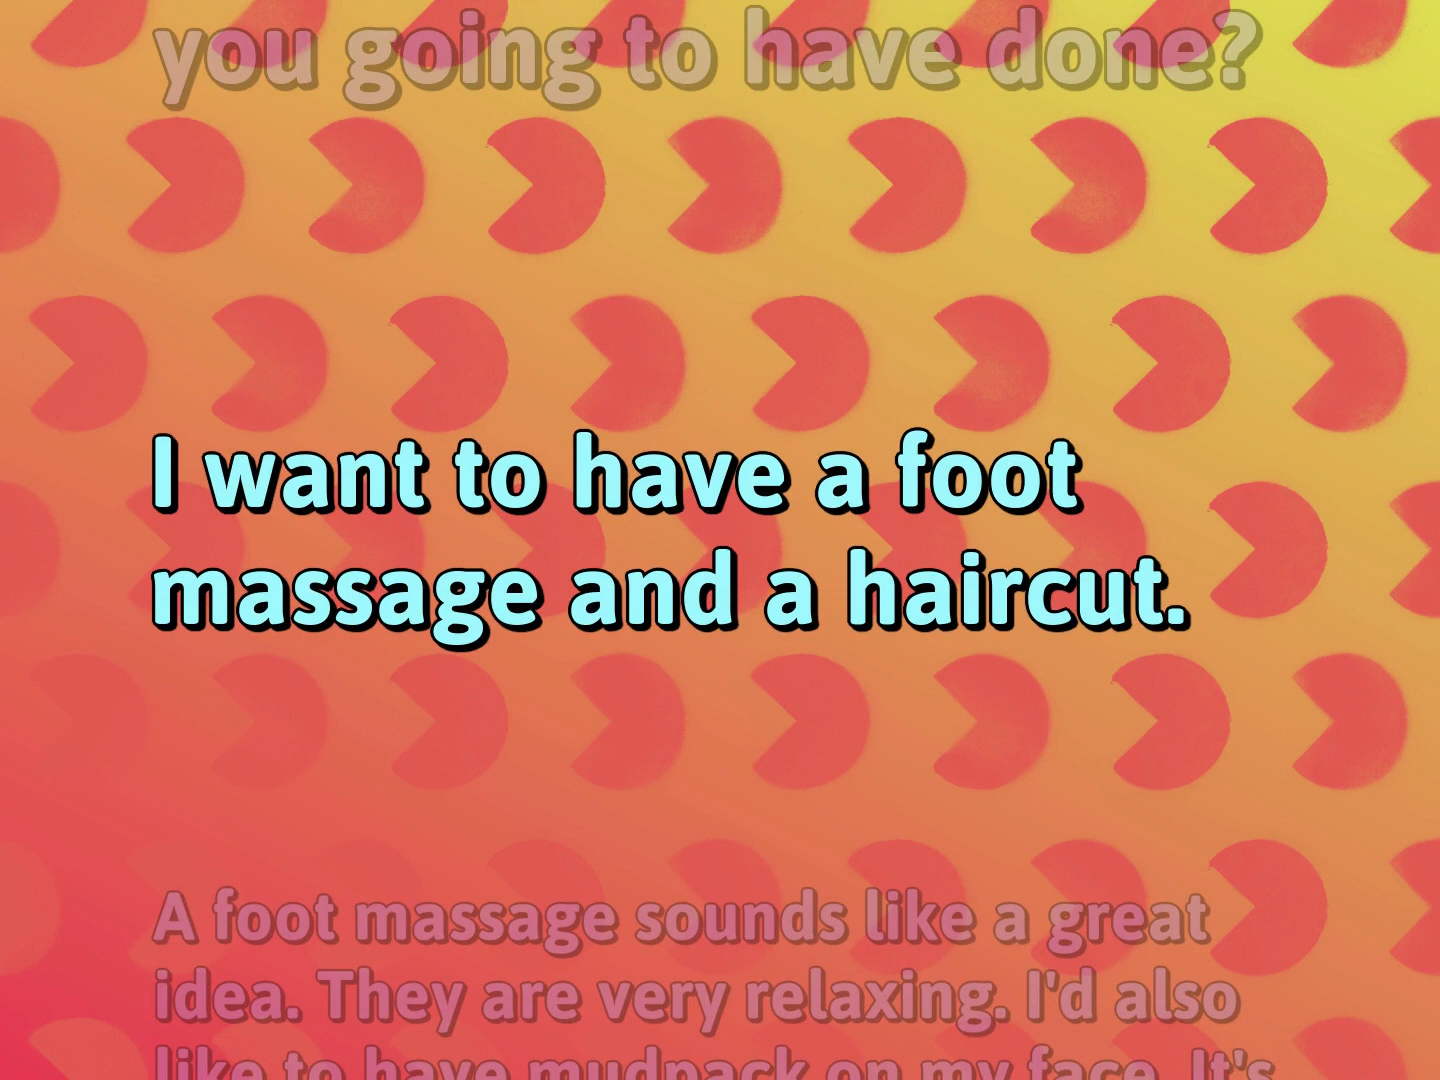 you going to have done?
I want to have a foot
massage and a haircut.
A foot massage sounds like a great
idea. They are very relaxing. I'd also
like to have mudpack on my face. It's